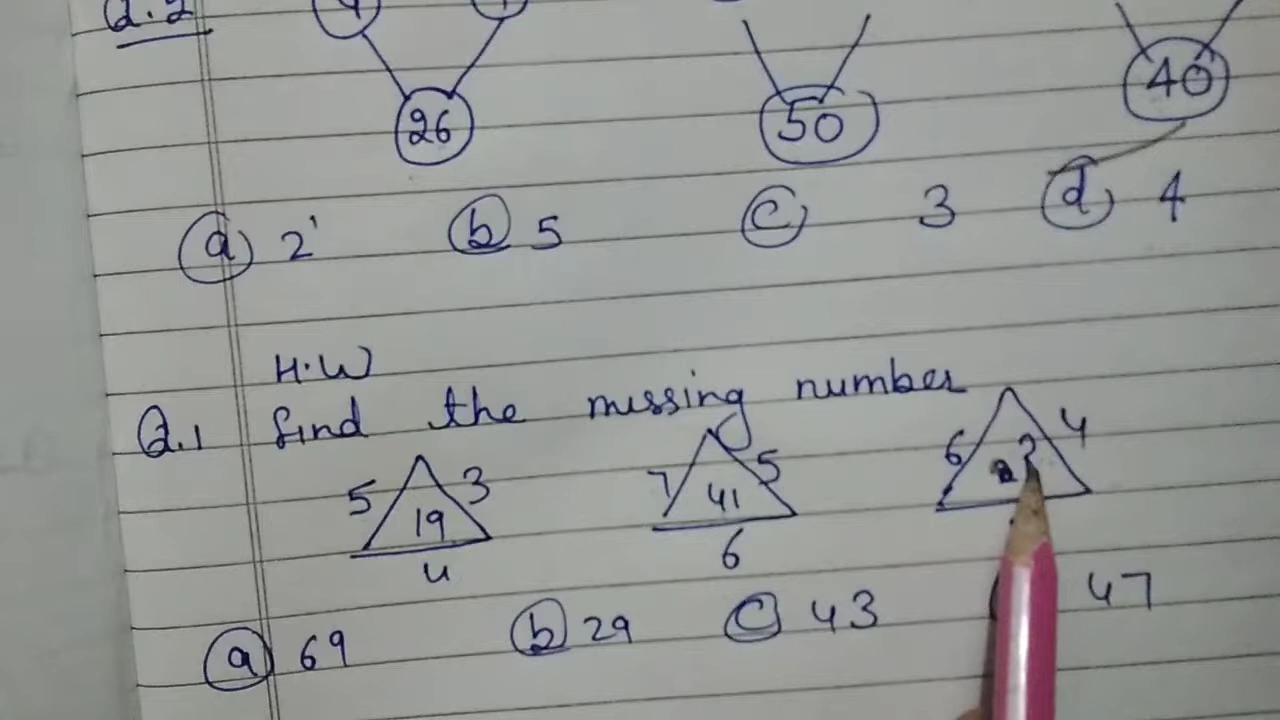 Q.2
26 50 40
a 2 b 5 c 3 d 4
H.W
Q.1 find the missing number
5 3 7 5 6 4
19 41 ?
4 6
a 69 b 29 c 43 47